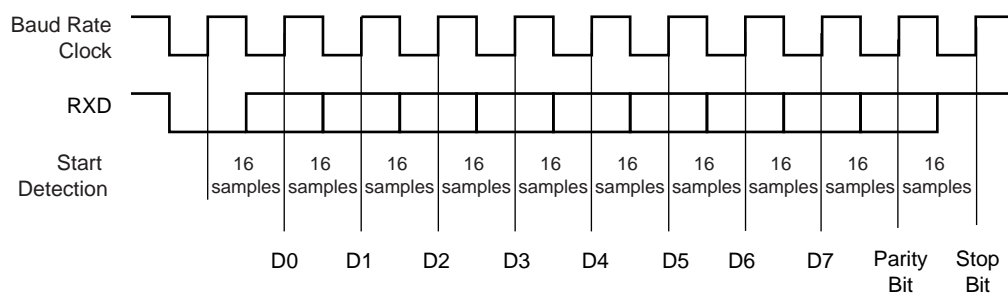 Baud Rate
Clock
RXD
Start
Detection
16 16 16 16 16 16 16 16 16 16
samples samples samples samples samples samples samples samples samples samples
D0 D1 D2 D3 D4 D5 D6 D7 Parity Stop
Bit Bit